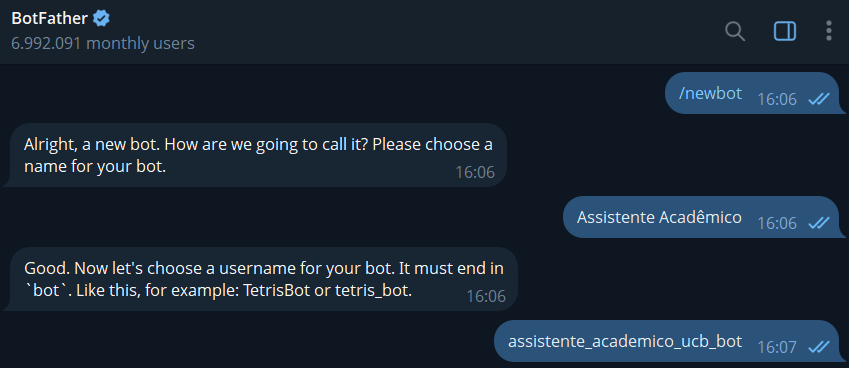 BotFather
6.992.091 monthly users
/newbot 16:06
Alright, a new bot. How are we going to call it? Please choose a
name for your bot. 16:06
Assistente Acadêmico 16:06
Good. Now let's choose a username for your bot. It must end in
`bot`. Like this, for example: TetrisBot or tetris_bot. 16:06
assistente_academico_ucb_bot 16:07